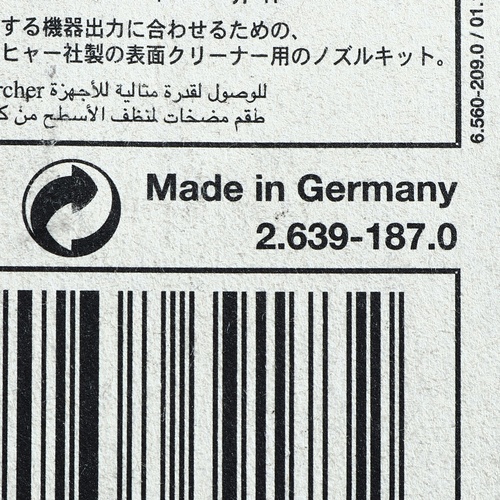 する機器出力に合わせるための、
ヒャー社製の表面クリーナー用のノズルキット。
للوصول لقدرة مثالية للأجهزة rcher
طقم مضخات لمنظف الأسطح من
Made in Germany
2.639-187.0
6.560-209.0 / 01.